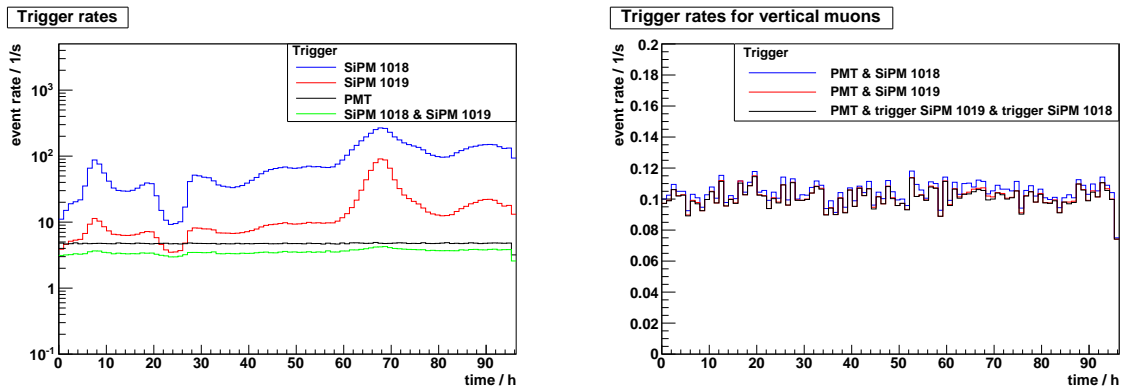 Trigger rates
event rate / 1/s
Trigger
SiPM 1018
SiPM 1019
PMT
SiPM 1018 & SiPM 1019
10³
10²
10
1
10⁻¹
0 10 20 30 40 50 60 70 80 90
time / h
Trigger rates for vertical muons
event rate / 1/s
Trigger
PMT & SiPM 1018
PMT & SiPM 1019
PMT & trigger SiPM 1019 & trigger SiPM 1018
0.2
0.18
0.16
0.14
0.12
0.1
0.08
0.06
0.04
0.02
0
0 10 20 30 40 50 60 70 80 90
time / h